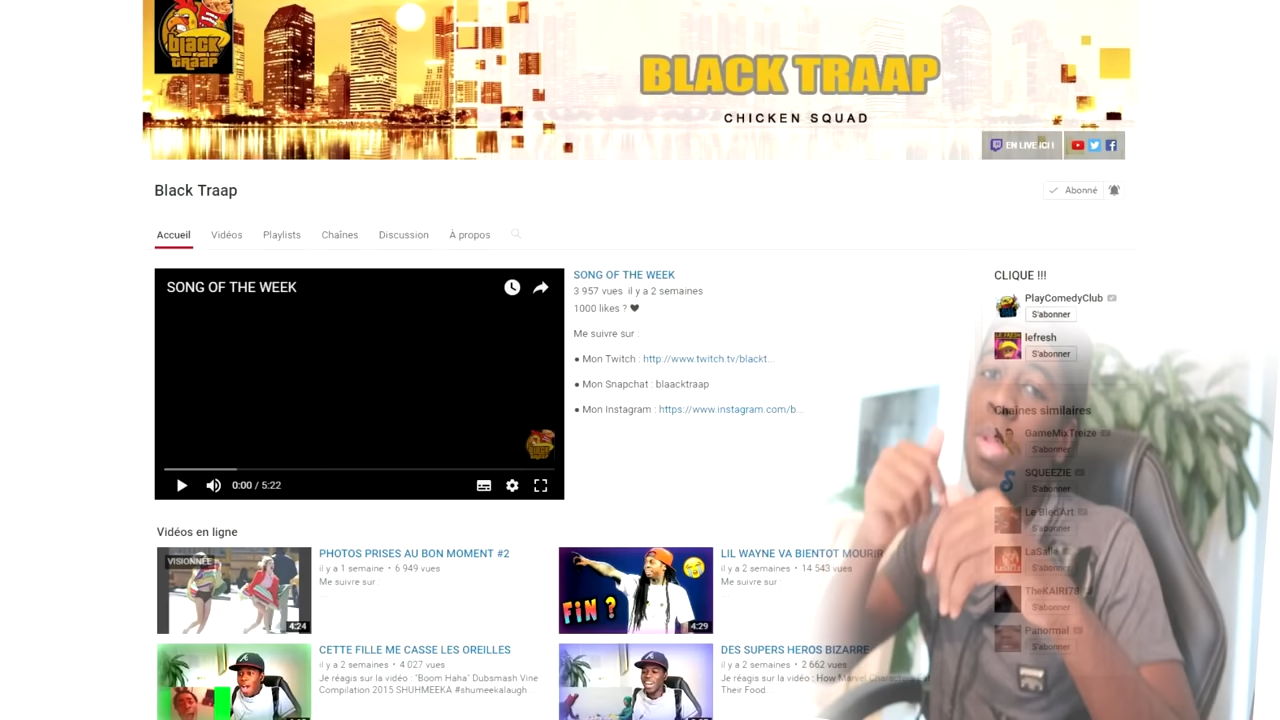 black
TRAAP
BLACK TRAAP
CHICKEN SQUAD
EN LIVE ICI !
Black Traap
Abonné
Accueil Vidéos Playlists Chaînes Discussion À propos
SONG OF THE WEEK
0:00 / 5:22
SONG OF THE WEEK
3 957 vues il y a 2 semaines
1000 likes ? ♥
Me suivre sur :
● Mon Twitch : http://www.twitch.tv/blackt...
● Mon Snapchat : blaacktraap
● Mon Instagram : https://www.instagram.com/b...
CLIQUE !!!
PlayComedyClub
S'abonner
lefresh
S'abonner
Chaînes similaires
GameMixTreize
S'abonner
SQUEEZIE
S'abonner
Le Bled'Art
S'abonner
LaSalle
S'abonner
TheKAIRI78
S'abonner
Panormal
S'abonner
Vidéos en ligne
VISIONNÉE
4:24
PHOTOS PRISES AU BON MOMENT #2
il y a 1 semaine • 6 949 vues
Me suivre sur :
...
FIN ?
4:29
LIL WAYNE VA BIENTOT MOURIR
il y a 2 semaines • 14 543 vues
Me suivre sur :
...
CETTE FILLE ME CASSE LES OREILLES
il y a 2 semaines • 4 027 vues
Je réagis sur la vidéo : "Boom Haha" Dubsmash Vine
Compilation 2015 SHUHMEEKA #shumeekalaugh
DES SUPERS HEROS BIZARRE
il y a 2 semaines • 2 662 vues
Je réagis sur la vidéo : How Marvel Characters
Their Food